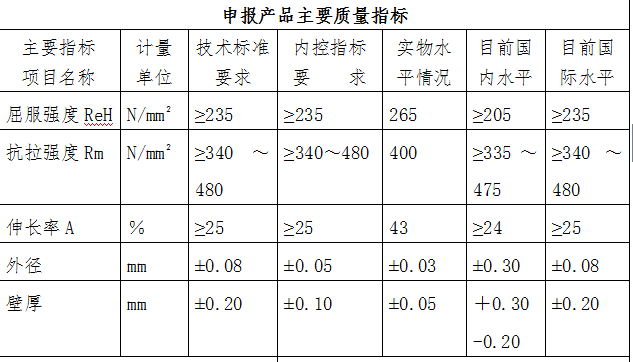 申报产品主要质量指标
主要指标 计量 技术标准 内控指标 实物水 目前国 目前国
项目名称 单位 要求 要求 平情况 内水平 际水平
屈服强度 ReH N/mm² ≥235 ≥235 265 ≥205 ≥235
抗拉强度 Rm N/mm² ≥340 ～ ≥340～480 400 ≥335 ～ ≥340 ～
480 475 480
伸长率 A % ≥25 ≥25 43 ≥24 ≥25
外径 mm ±0.08 ±0.05 ±0.03 ±0.30 ±0.08
壁厚 mm ±0.20 ±0.10 ±0.05 ＋0.30 ±0.20
-0.20